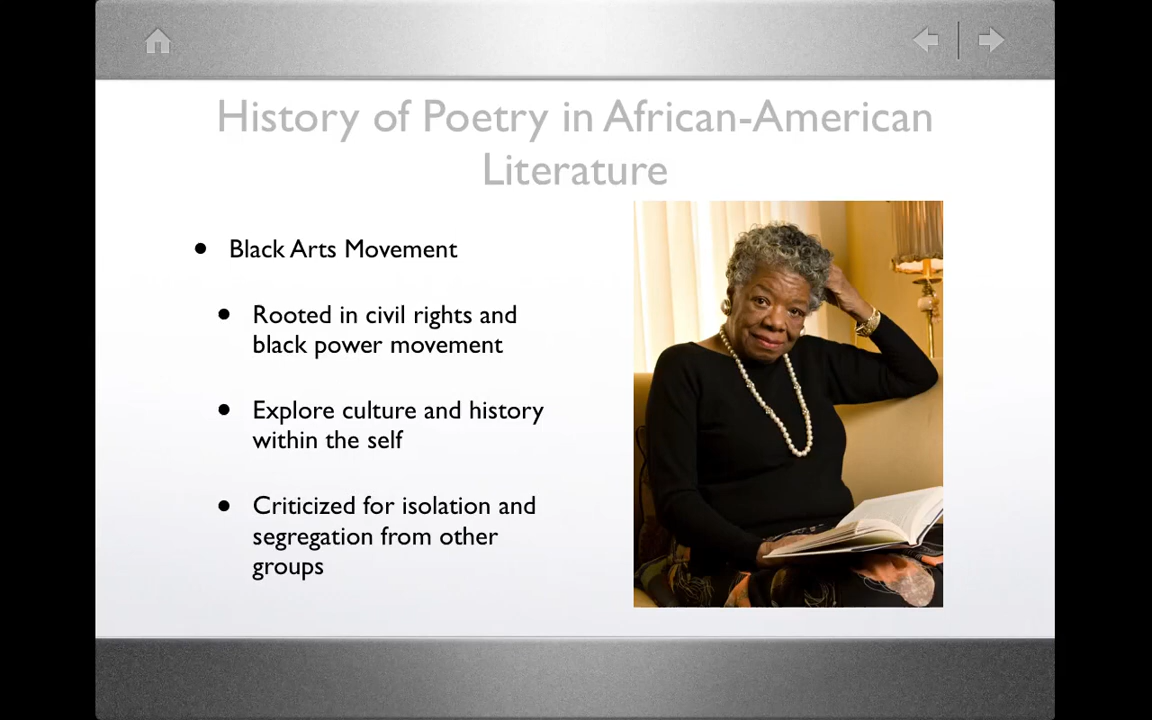 History of Poetry in African-American
Literature
• Black Arts Movement
• Rooted in civil rights and
black power movement
• Explore culture and history
within the self
• Criticized for isolation and
segregation from other
groups